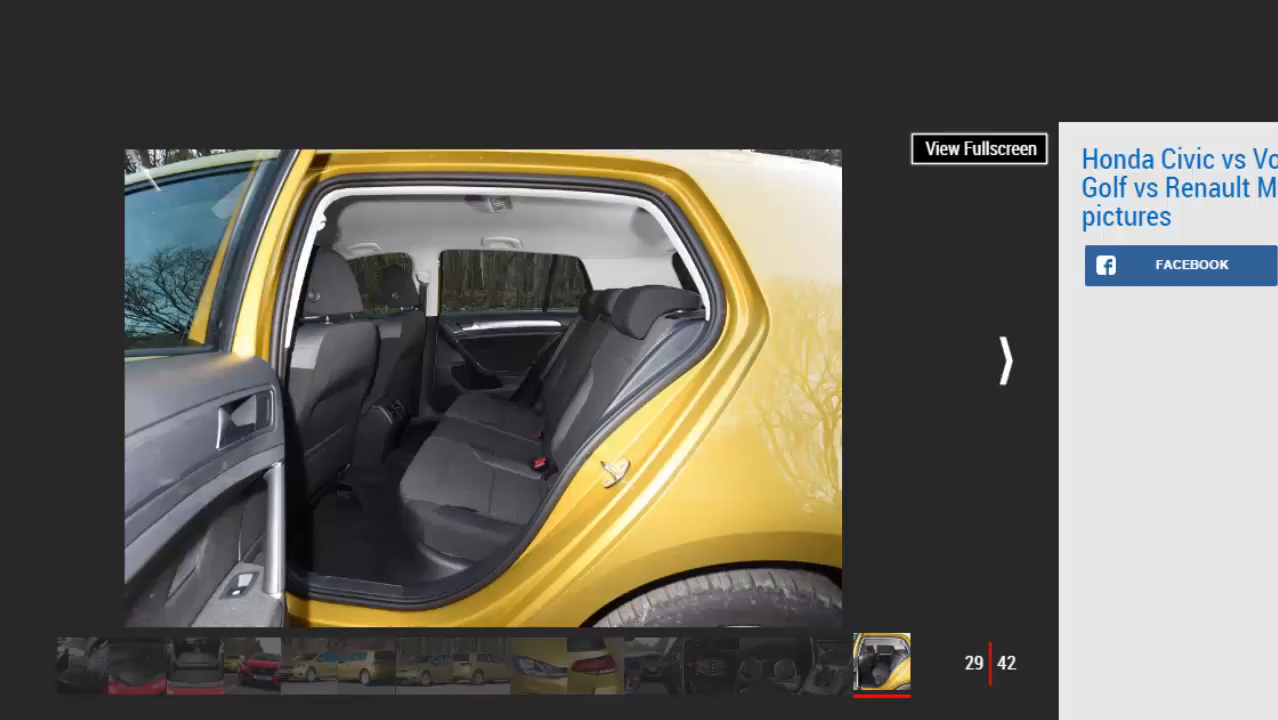 View Fullscreen
Honda Civic vs Vo
Golf vs Renault M
pictures
FACEBOOK
29 42